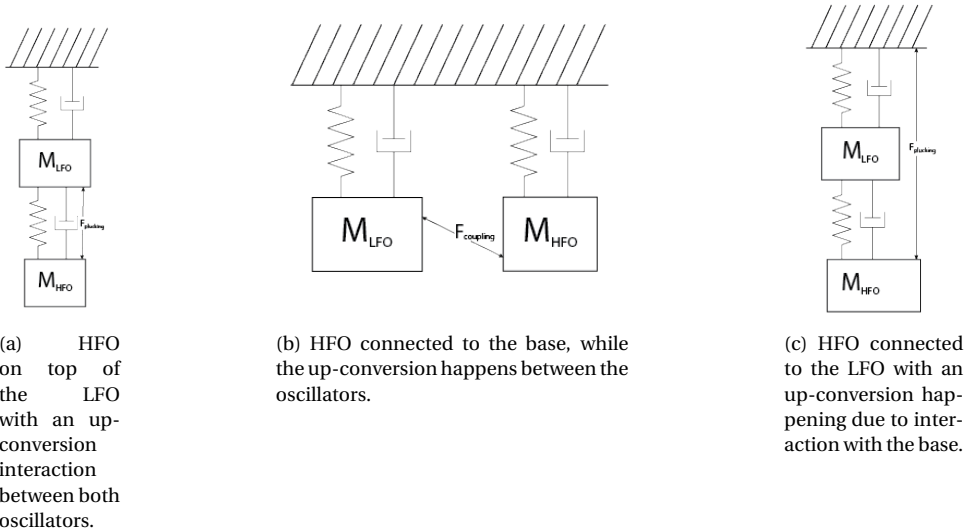 M_LFO
F_plucking
M_HFO
M_LFO
F_coupling
M_HFO
M_LFO
F_plucking
M_HFO
(a) HFO
on top of
the LFO
with an up-
conversion
interaction
between both
oscillators.
(b) HFO connected to the base, while
the up-conversion happens between the
oscillators.
(c) HFO connected
to the LFO with an
up-conversion hap-
pening due to inter-
action with the base.